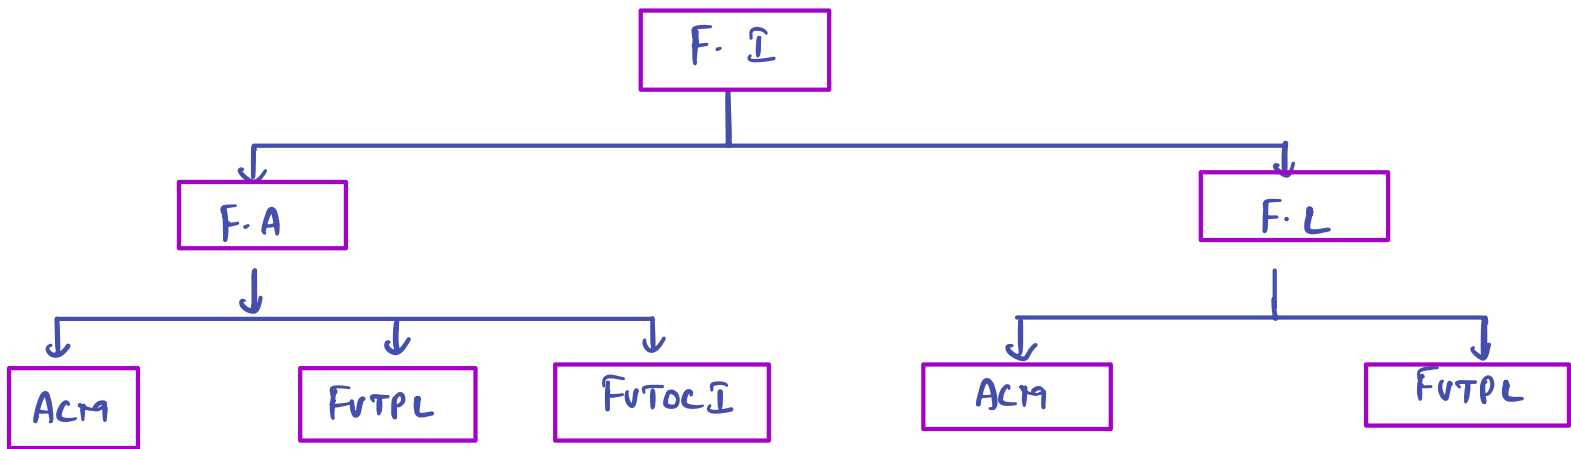 F. I
F. A
F. L
ACM
FVTPL
FVTOCI
ACM
FVTPL